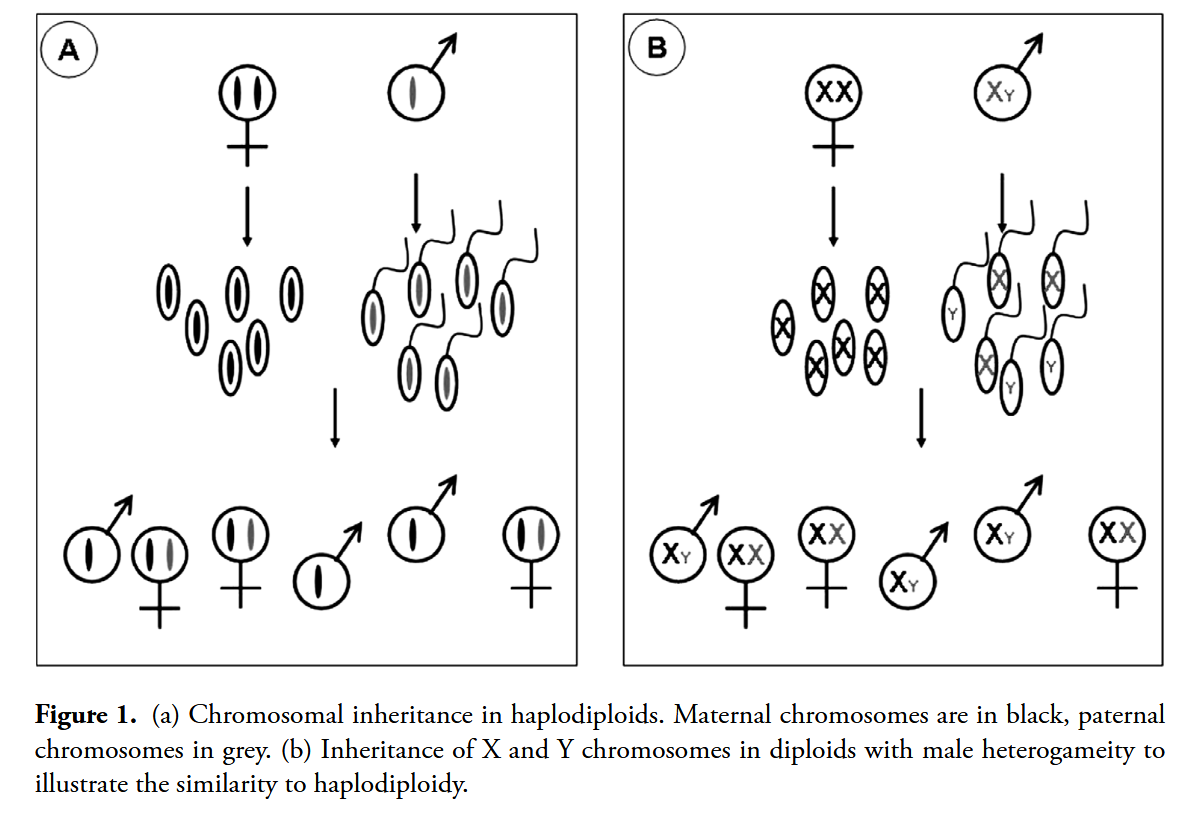 A
B
XX
XY
X
X
X
X
X
X
X
X
Y
X
Y
X
Y
XY
XX
XX
XY
XY
XX
Figure 1. (a) Chromosomal inheritance in haplodiploids. Maternal chromosomes are in black, paternal
chromosomes in grey. (b) Inheritance of X and Y chromosomes in diploids with male heterogameity to
illustrate the similarity to haplodiploidy.